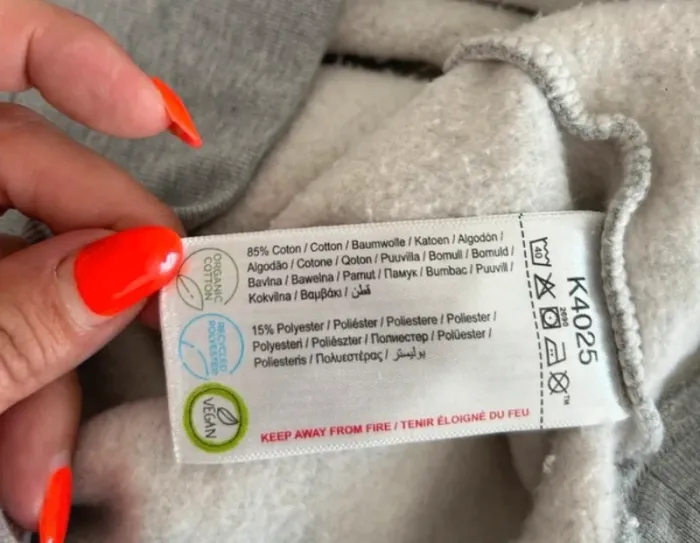 ORGANIC
COTTON
85% Coton / Cotton / Baumwolle / Katoen / Algodón /
Algodão / Cotone / Qoton / Puuvilla / Bomull / Bomuld /
Bavlna / Bawełna / Pamut / Памук / Bumbac / Puuvill /
Kokvilna / Βαμβάκι / قطن
RECYCLED
POLYESTER
15% Polyester / Poliéster / Poliestere / Poliester /
Polyesteri / Poliészter / Полиестер / Polüester /
Poliesteris / Πολυεστέρας / بوليستر
VEGAN
KEEP AWAY FROM FIRE / TENIR ÉLOIGNÉ DU FEU
40
TM
K4025